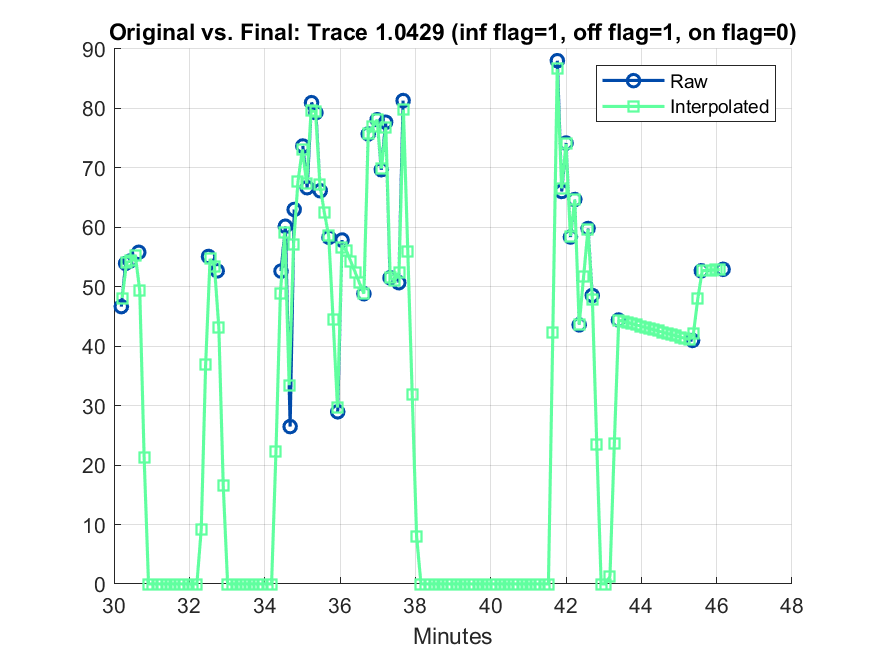 Original vs. Final: Trace 1.0429 (inf flag=1, off flag=1, on flag=0)
90
80
70
60
50
40
30
20
10
0
Raw
Interpolated
30 32 34 36 38 40 42 44 46 48
Minutes